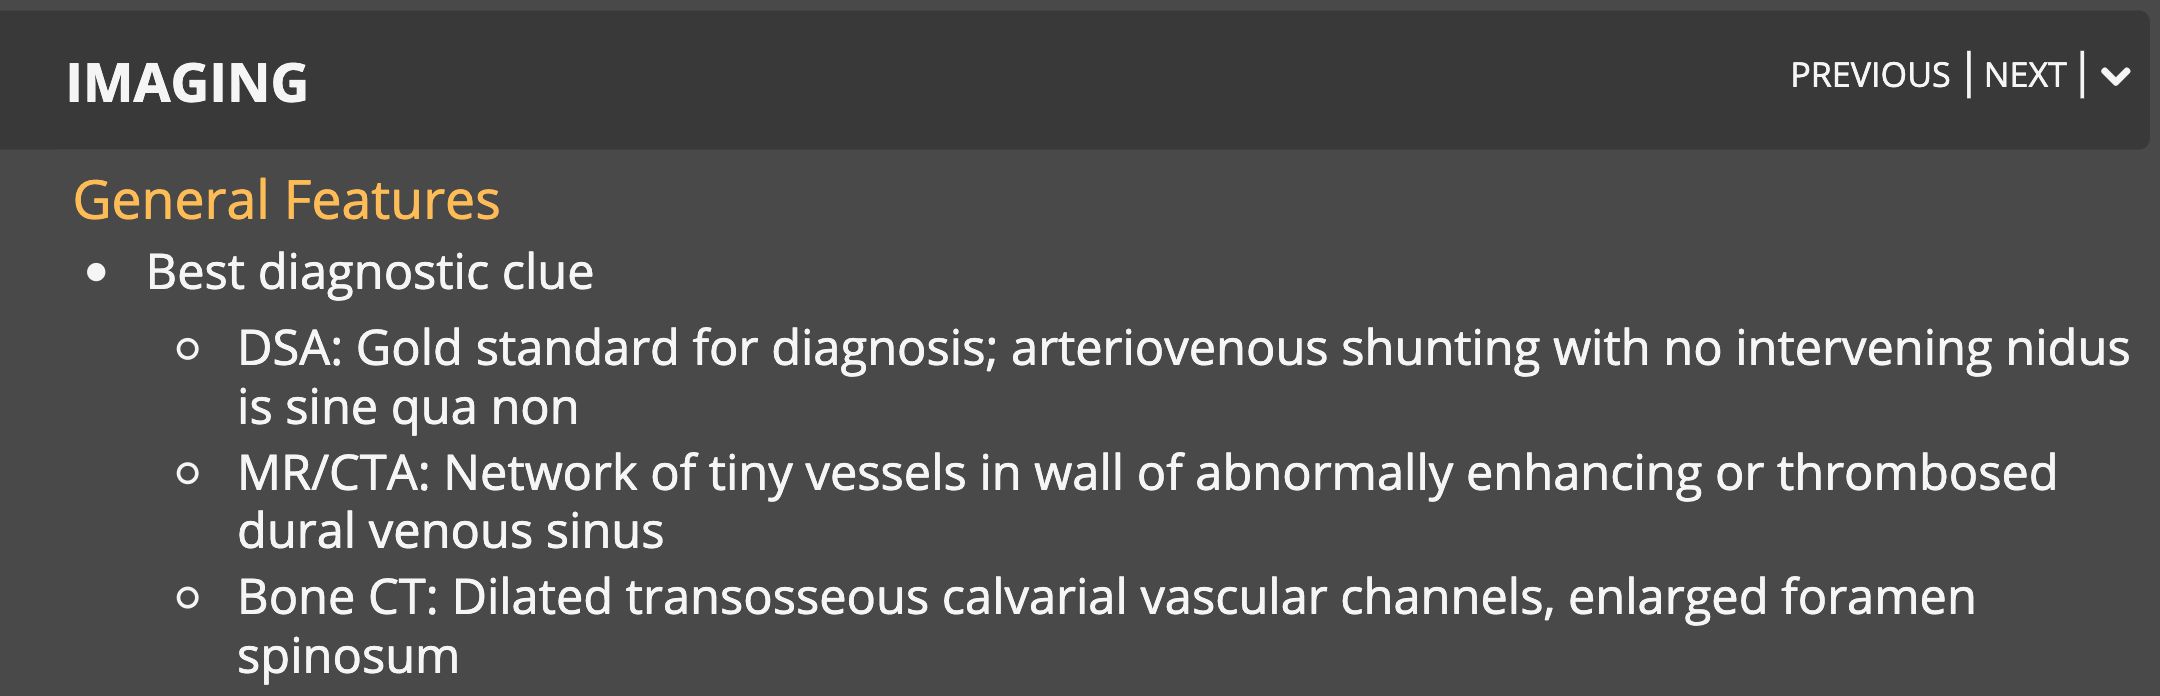 IMAGING
PREVIOUS | NEXT |
General Features
• Best diagnostic clue
○ DSA: Gold standard for diagnosis; arteriovenous shunting with no intervening nidus
is sine qua non
○ MR/CTA: Network of tiny vessels in wall of abnormally enhancing or thrombosed
dural venous sinus
○ Bone CT: Dilated transosseous calvarial vascular channels, enlarged foramen
spinosum